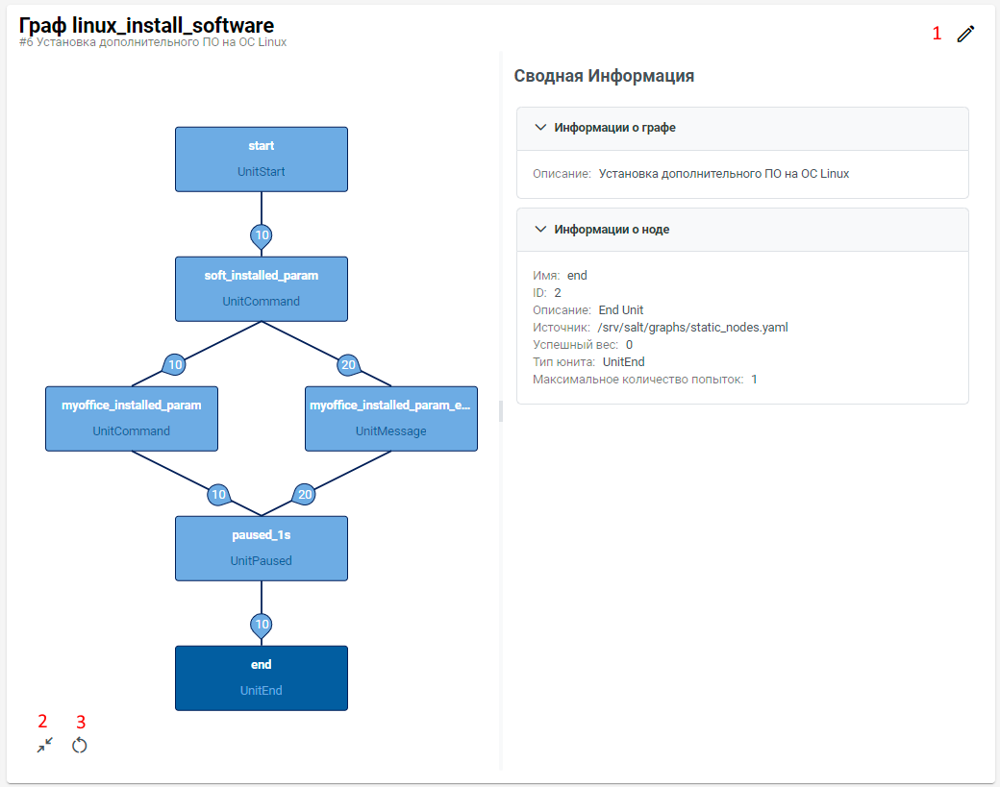 Граф linux_install_software
#6 Установка дополнительного ПО на ОС Linux
1
start
UnitStart
10
soft_installed_param
UnitCommand
10
20
myoffice_installed_param
UnitCommand
myoffice_installed_param_e...
UnitMessage
10
20
paused_1s
UnitPaused
10
end
UnitEnd
2
3
Сводная Информация
Информации о графе
Описание: Установка дополнительного ПО на ОС Linux
Информации о ноде
Имя: end
ID: 2
Описание: End Unit
Источник: /srv/salt/graphs/static_nodes.yaml
Успешный вес: 0
Тип юнита: UnitEnd
Максимальное количество попыток: 1